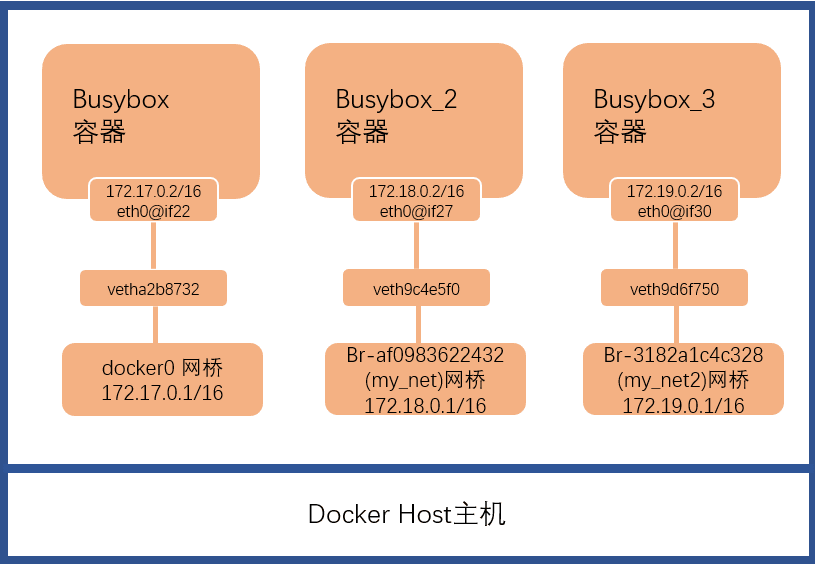 Busybox
容器
Busybox_2
容器
Busybox_3
容器
172.17.0.2/16
eth0@if22
172.18.0.2/16
eth0@if27
172.19.0.2/16
eth0@if30
vetha2b8732
veth9c4e5f0
veth9d6f750
docker0 网桥
172.17.0.1/16
Br-af0983622432
(my_net)网桥
172.18.0.1/16
Br-3182a1c4c328
(my_net2)网桥
172.19.0.1/16
Docker Host主机